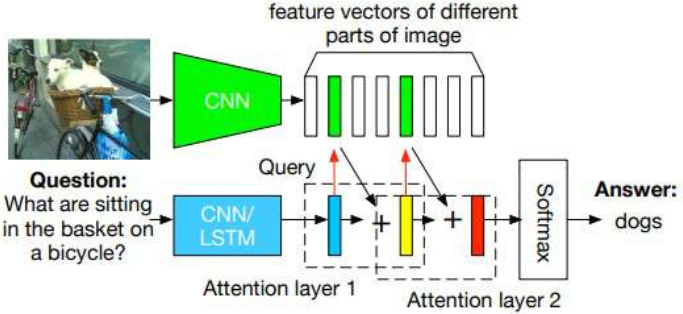 feature vectors of different
parts of image
CNN
Query
Question:
What are sitting
in the basket on
a bicycle?
CNN/
LSTM
+
+
Softmax
Answer:
dogs
Attention layer 1
Attention layer 2